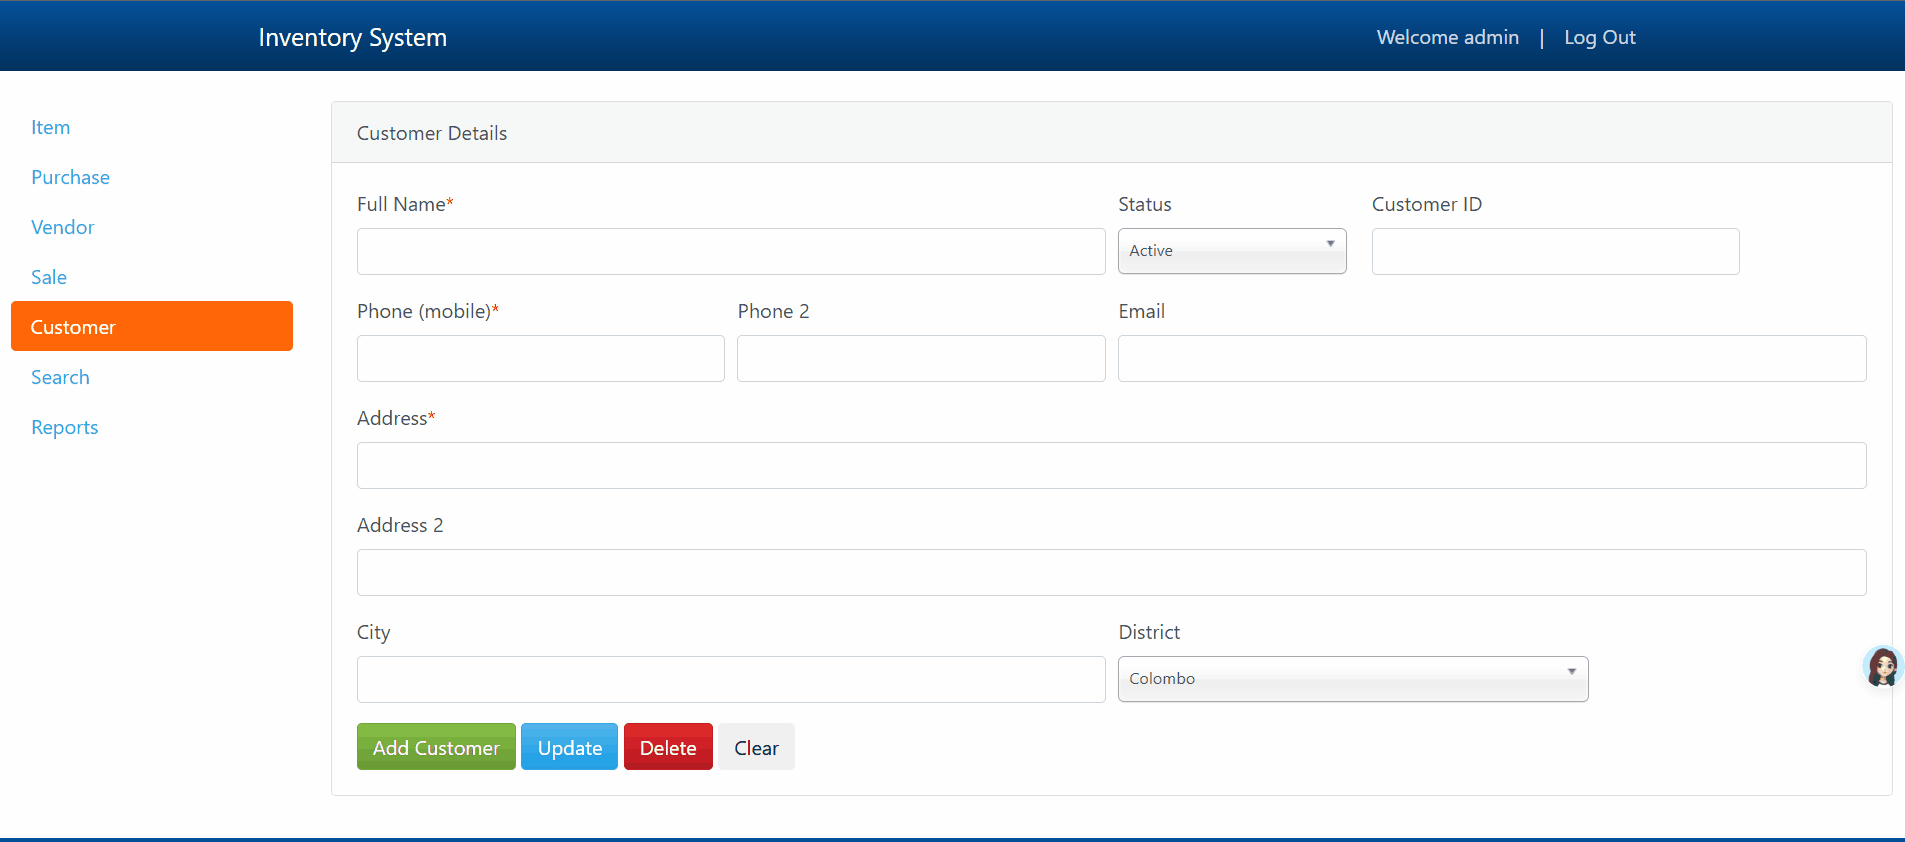 Inventory System
Welcome admin | Log Out
Item
Purchase
Vendor
Sale
Customer
Search
Reports
Customer Details
Full Name*
Status
Customer ID
Active
Phone (mobile)*
Phone 2
Email
Address*
Address 2
City
District
Colombo
Add Customer
Update
Delete
Clear